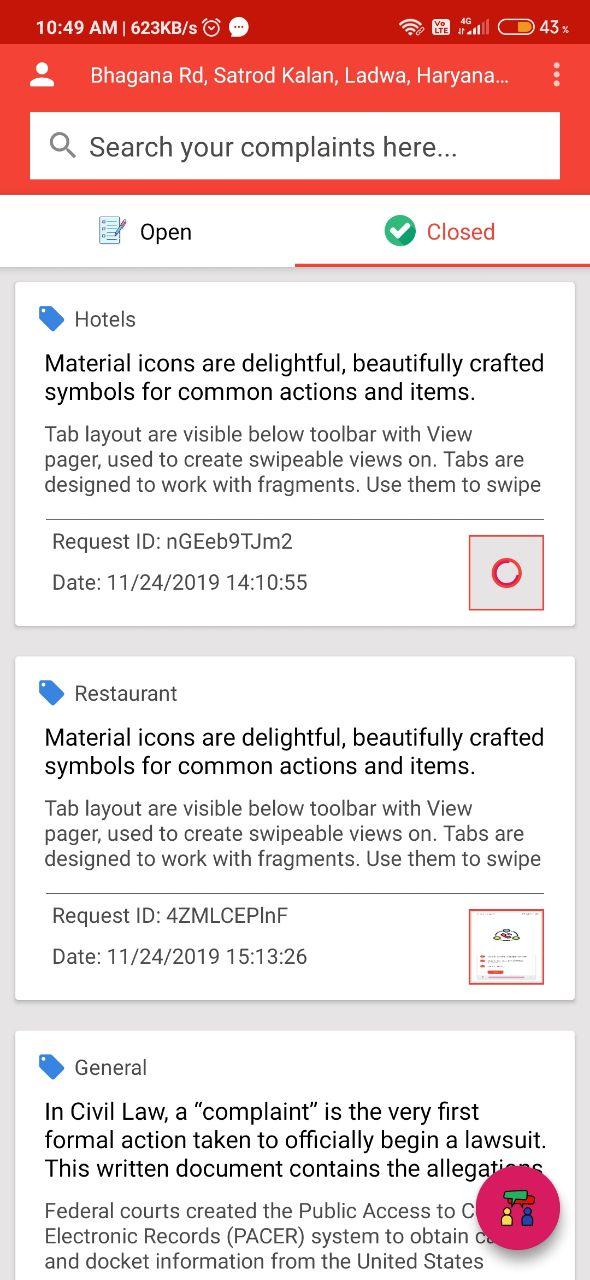 10:49 AM | 623KB/s
Vo LTE 4G 43%
Bhagana Rd, Satrod Kalan, Ladwa, Haryana...
Search your complaints here...
Open
Closed
Hotels
Material icons are delightful, beautifully crafted
symbols for common actions and items.
Tab layout are visible below toolbar with View
pager, used to create swipeable views on. Tabs are
designed to work with fragments. Use them to swipe
Request ID: nGEeb9TJm2
Date: 11/24/2019 14:10:55
Restaurant
Material icons are delightful, beautifully crafted
symbols for common actions and items.
Tab layout are visible below toolbar with View
pager, used to create swipeable views on. Tabs are
designed to work with fragments. Use them to swipe
Request ID: 4ZMLCEPlnF
Date: 11/24/2019 15:13:26
General
In Civil Law, a “complaint” is the very first
formal action taken to officially begin a lawsuit.
This written document contains the allegations
Federal courts created the Public Access to
Electronic Records (PACER) system to obtain
and docket information from the United States